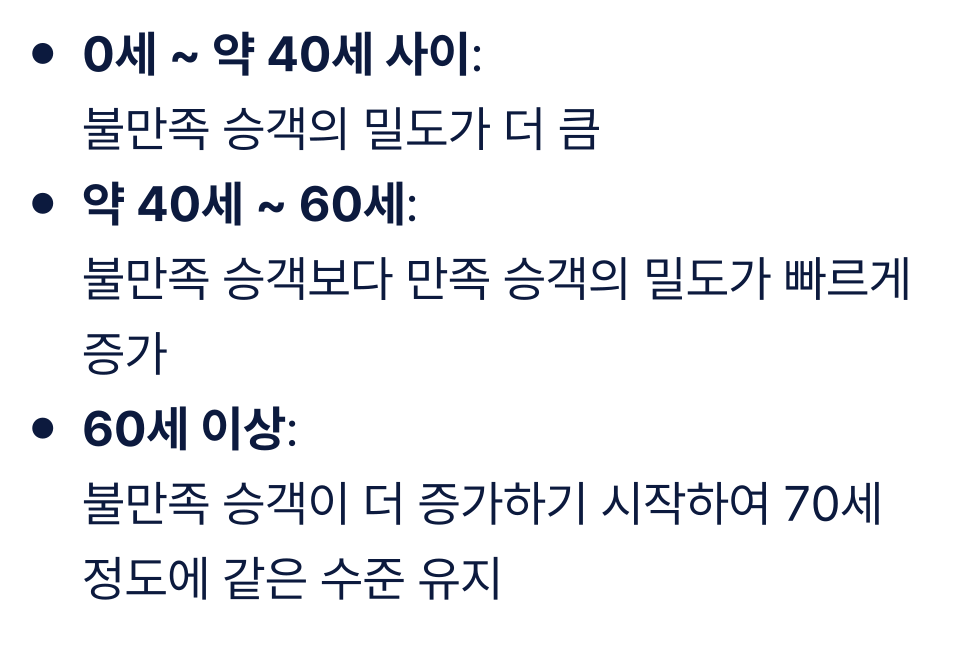 • 0세 ~ 약 40세 사이:
불만족 승객의 밀도가 더 큼
• 약 40세 ~ 60세:
불만족 승객보다 만족 승객의 밀도가 빠르게
증가
• 60세 이상:
불만족 승객이 더 증가하기 시작하여 70세
정도에 같은 수준 유지